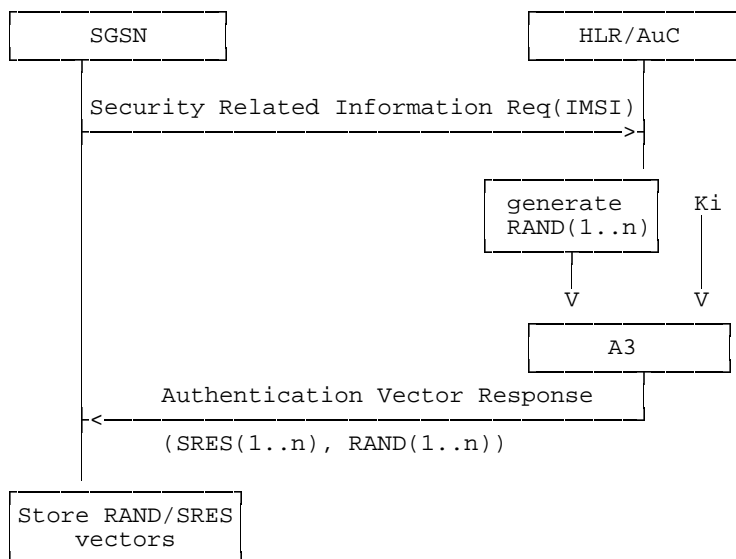 SGSN
HLR/AuC
Security Related Information Req(IMSI)
generate
RAND(1..n)
Ki
V
V
A3
Authentication Vector Response
(SRES(1..n), RAND(1..n))
Store RAND/SRES
vectors